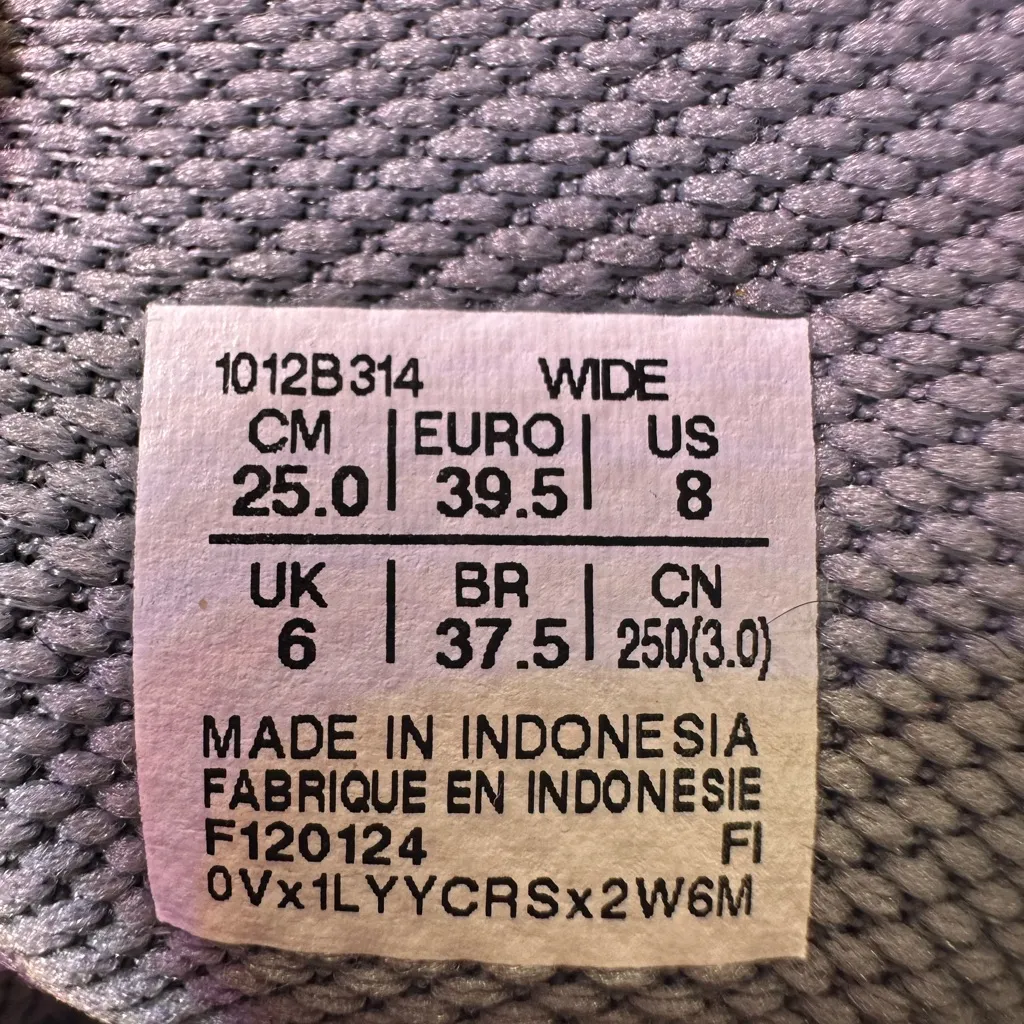 1012B314 WIDE
CM EURO US
25.0 39.5 8
UK BR CN
6 37.5 250(3.0)
MADE IN INDONESIA
FABRIQUE EN INDONESIE
F120124 FI
0Vx1LYYCRSx2W6M